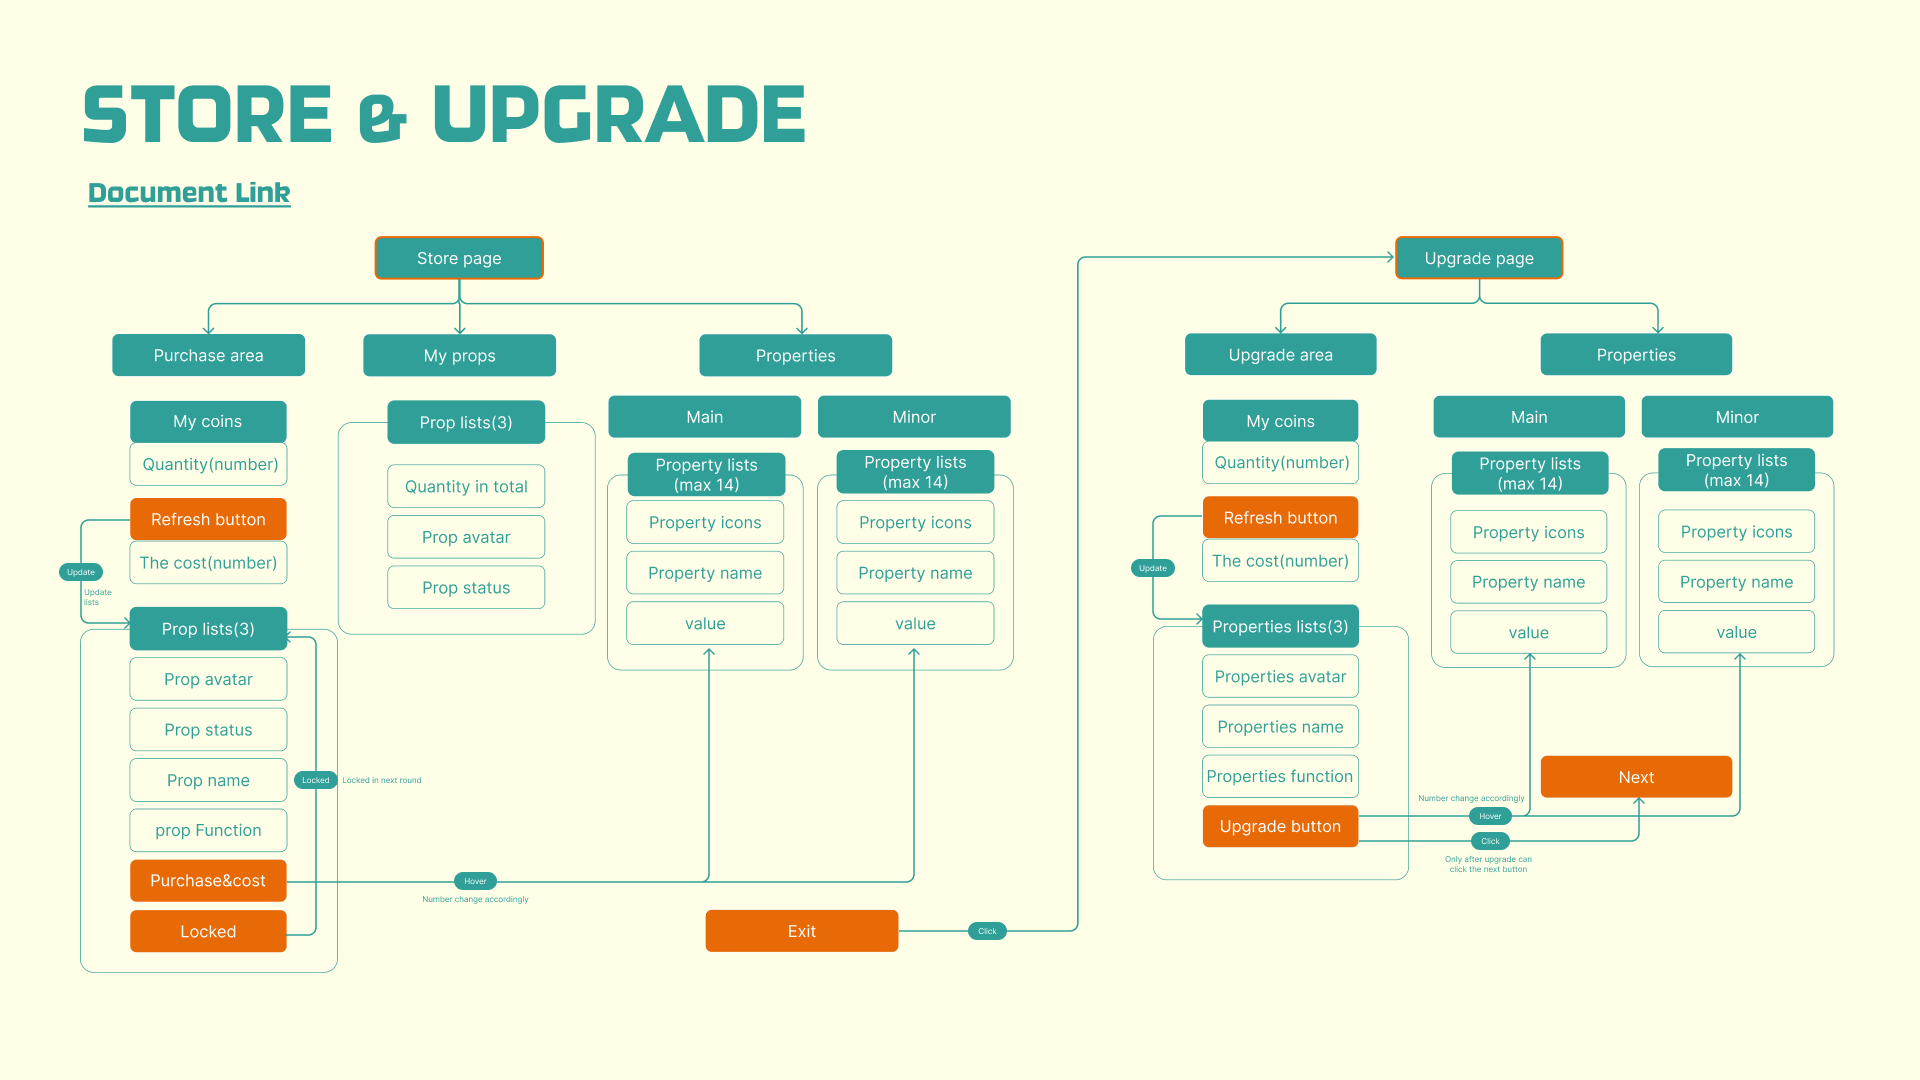 STORE & UPGRADE
Document Link
Store page
Purchase area
My props
Properties
My coins
Quantity(number)
Refresh button
The cost(number)
Update
Update
lists
Prop lists(3)
Prop avatar
Prop status
Prop name
prop Function
Purchase&cost
Locked
Locked
Locked in next round
Prop lists(3)
Quantity in total
Prop avatar
Prop status
Main
Property lists
(max 14)
Property icons
Property name
value
Minor
Property lists
(max 14)
Property icons
Property name
value
Hover
Number change accordingly
Exit
Click
Upgrade page
Upgrade area
Properties
My coins
Quantity(number)
Refresh button
The cost(number)
Update
Properties lists(3)
Properties avatar
Properties name
Properties function
Upgrade button
Main
Property lists
(max 14)
Property icons
Property name
value
Minor
Property lists
(max 14)
Property icons
Property name
value
Next
Number change accordingly
Hover
Click
Only after upgrade can
click the next button